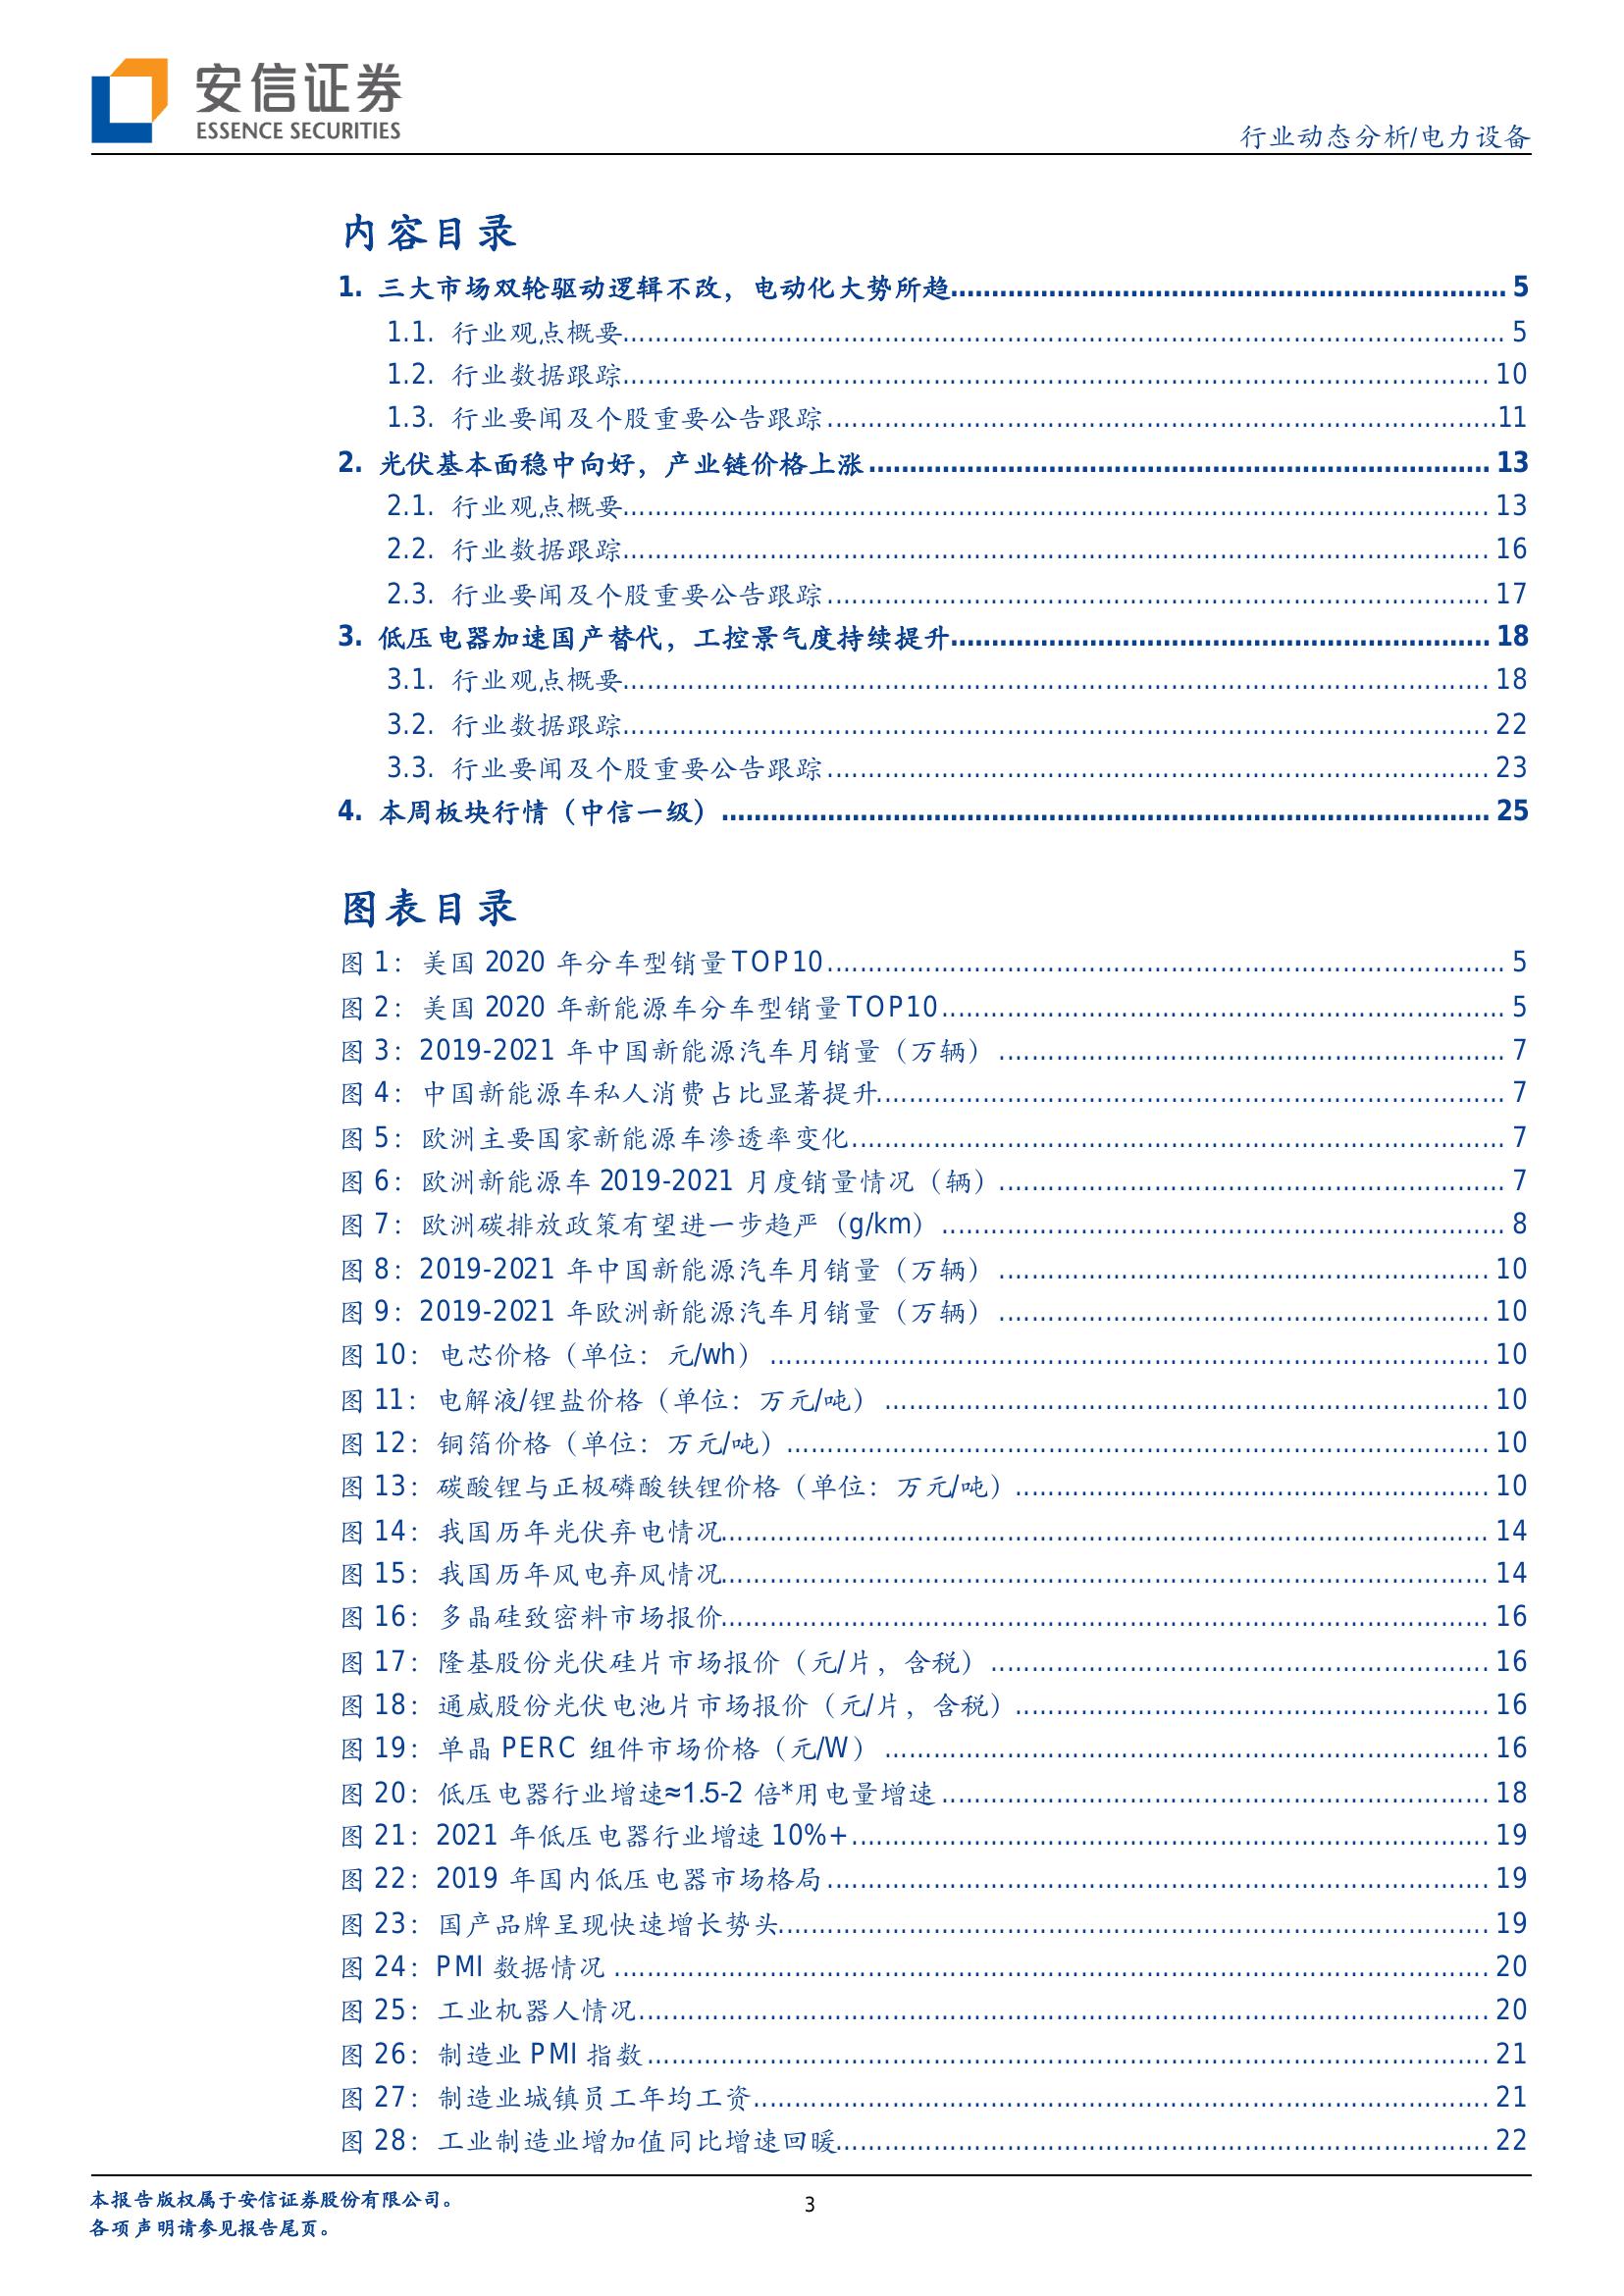 安信证券
ESSENCE SECURITIES
行业动态分析/电力设备
内容目录
1. 三大市场双轮驱动逻辑不改，电动化大势所趋 5
1.1. 行业观点概要 5
1.2. 行业数据跟踪 10
1.3. 行业要闻及个股重要公告跟踪 11
2. 光伏基本面稳中向好，产业链价格上涨 13
2.1. 行业观点概要 13
2.2. 行业数据跟踪 16
2.3. 行业要闻及个股重要公告跟踪 17
3. 低压电器加速国产替代，工控景气度持续提升 18
3.1. 行业观点概要 18
3.2. 行业数据跟踪 22
3.3. 行业要闻及个股重要公告跟踪 23
4. 本周板块行情（中信一级） 25
图表目录
图 1：美国 2020 年分车型销量 TOP10 5
图 2：美国 2020 年新能源车分车型销量 TOP10 5
图 3：2019-2021 年中国新能源汽车月销量（万辆） 7
图 4：中国新能源车私人消费占比显著提升 7
图 5：欧洲主要国家新能源车渗透率变化 7
图 6：欧洲新能源车 2019-2021 月度销量情况（辆） 7
图 7：欧洲碳排放政策有望进一步趋严（g/km） 8
图 8：2019-2021 年中国新能源汽车月销量（万辆） 10
图 9：2019-2021 年欧洲新能源汽车月销量（万辆） 10
图 10：电芯价格（单位：元/wh） 10
图 11：电解液/锂盐价格（单位：万元/吨） 10
图 12：铜箔价格（单位：万元/吨） 10
图 13：碳酸锂与正极磷酸铁锂价格（单位：万元/吨） 10
图 14：我国历年光伏弃电情况 14
图 15：我国历年风电弃风情况 14
图 16：多晶硅致密料市场报价 16
图 17：隆基股份光伏硅片市场报价（元/片，含税） 16
图 18：通威股份光伏电池片市场报价（元/片，含税） 16
图 19：单晶 PERC 组件市场价格（元/W） 16
图 20：低压电器行业增速≈1.5-2 倍*用电量增速 18
图 21：2021 年低压电器行业增速 10%+ 19
图 22：2019 年国内低压电器市场格局 19
图 23：国产品牌呈现快速增长势头 19
图 24：PMI 数据情况 20
图 25：工业机器人情况 20
图 26：制造业 PMI 指数 21
图 27：制造业城镇员工年均工资 21
图 28：工业制造业增加值同比增速回暖 22
本报告版权属于安信证券股份有限公司。
各项声明请参见报告尾页。
3